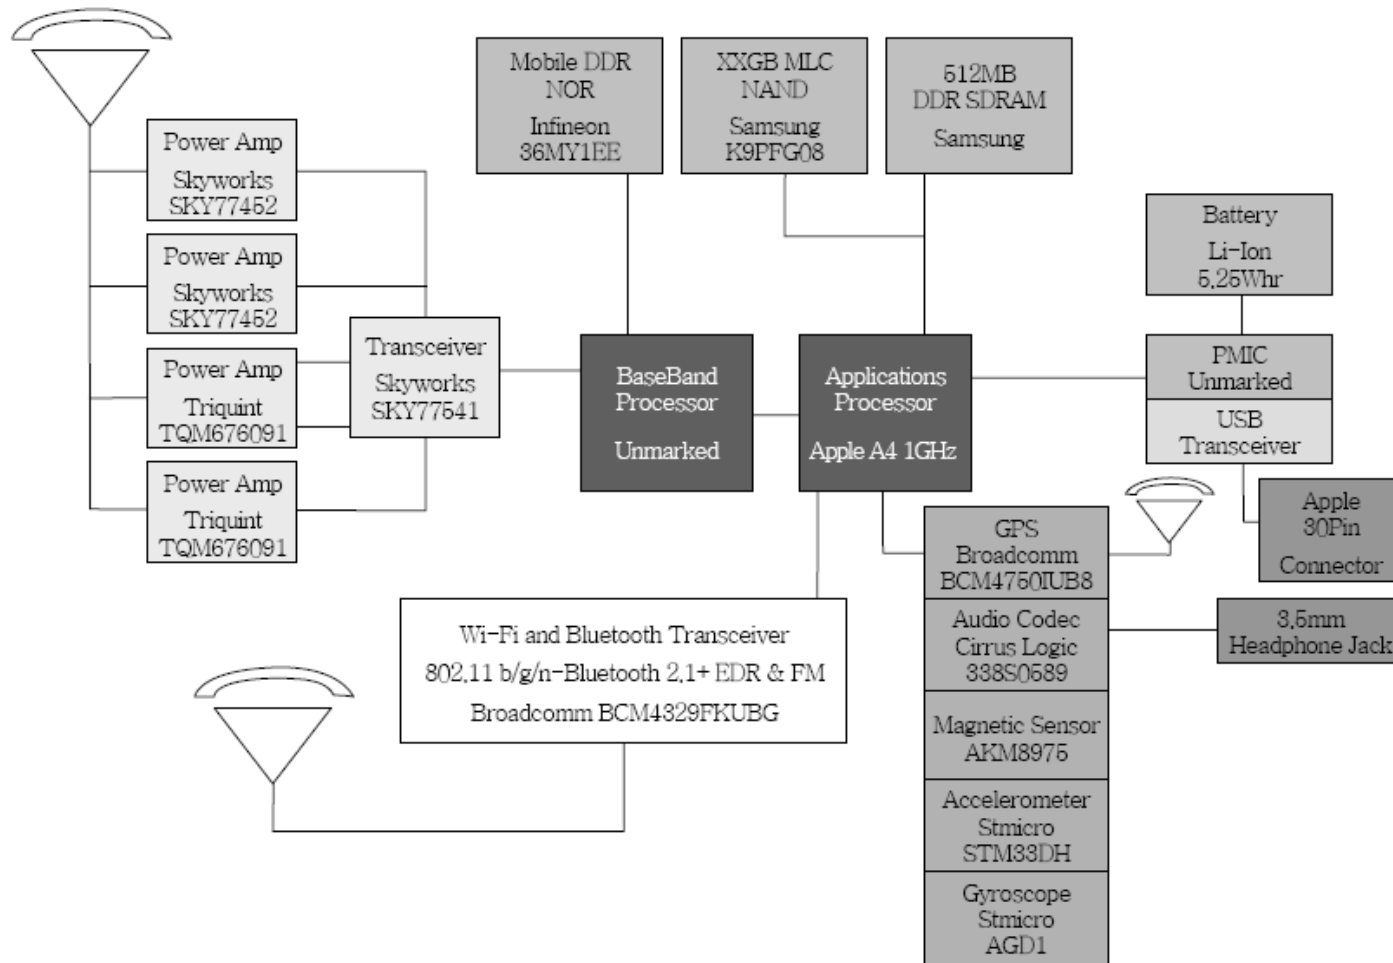 Mobile DDR
NOR
Infineon
36MY1EE
XXGB MLC
NAND
Samsung
K9PFG08
512MB
DDR SDRAM
Samsung
Power Amp
Skyworks
SKY77452
Power Amp
Skyworks
SKY77452
Power Amp
Triquint
TQM676091
Power Amp
Triquint
TQM676091
Transceiver
Skyworks
SKY77541
BaseBand
Processor
Unmarked
Applications
Processor
Apple A4 1GHz
Battery
Li-Ion
5,25Whr
PMIC
Unmarked
USB
Transceiver
Apple
30Pin
Connector
GPS
Broadcomm
BCM4750IUB8
Audio Codec
Cirrus Logic
338S0589
3,5mm
Headphone Jack
Magnetic Sensor
AKM8975
Accelerometer
Stmicro
STM33DH
Gyroscope
Stmicro
AGD1
Wi-Fi and Bluetooth Transceiver
802,11 b/g/n-Bluetooth 2,1+ EDR & FM
Broadcomm BCM4329FKUBG